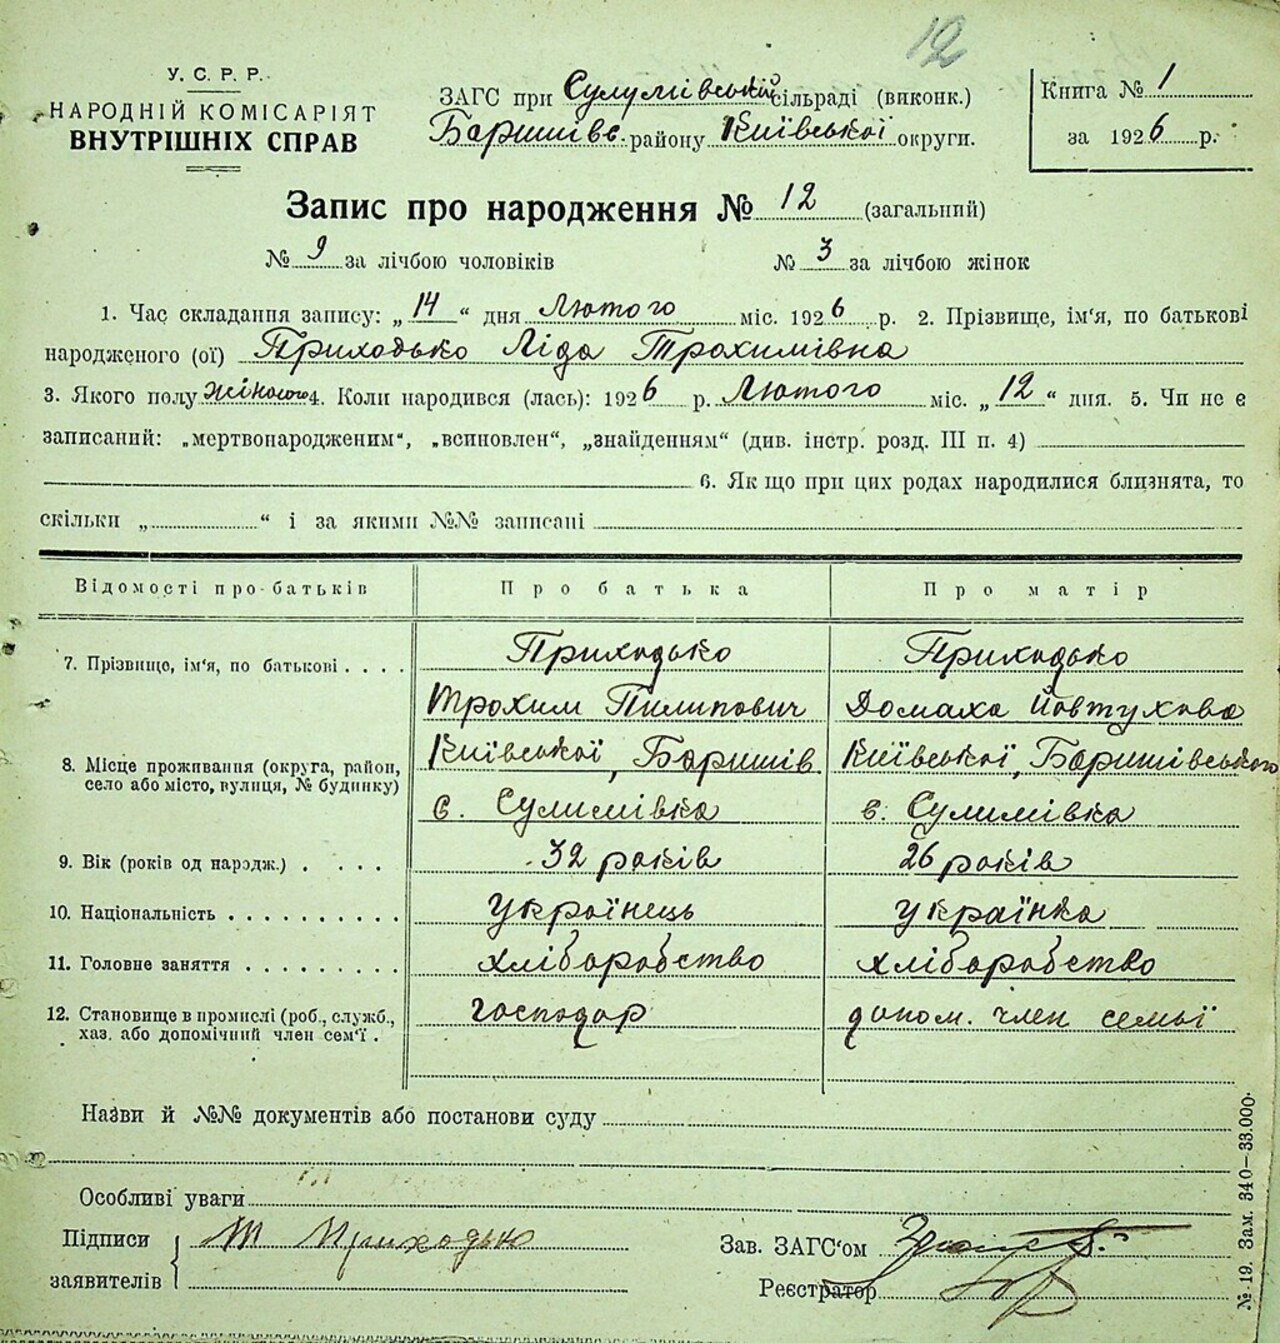 12
У. С. Р. Р.
НАРОДНІЙ КОМІСАРІЯТ
ВНУТРІШНІХ СПРАВ
ЗАГС при Сулимівській сільраді (виконк.)
Баришівс. району Київської округи.
Книга № 1
за 1926 р.
Запис про народження № 12 (загальний)
№ 9 за лічбою чоловіків № 3 за лічбою жінок
1. Час складання запису: „14“ дня Лютого міс. 1926 р. 2. Прізвище, ім'я, по батькові
народженого (ої) Приходько Ліда Трохимівна
3. Якого полу жіночого 4. Коли народився (лась): 1926 р. Лютого міс. „12“ дня. 5. Чи не є
записаний: „мертвонародженим“, „всиновлен“, „знайденням“ (див. інстр. розд. III п. 4)
6. Як що при цих родах народилися близнята, то
скільки „ “ і за якими №№ записані
Відомості про батьків Про батька Про матір
7. Прізвище, ім'я, по батькові Приходько Приходько
Трохим Пилипович Домаха Йовтухова
8. Місце проживання (округа, район, Київської, Баришів Київської, Баришівського
село або місто, вулиця, № будинку) с. Сулимівка с. Сулимівка
9. Вік (років од народж.) 32 років 26 років
10. Національність Українець Українка
11. Головне заняття хліборобство хліборобство
12. Становище в промислі (роб., служб., господар допом. член семьї
хаз. або допомічний член сем'ї.
Назви й №№ документів або постанови суду
Особливі уваги
Підписи Т Приходько
заявителів
Зав. ЗАГС'ом
Реєстратор
№ 19. Зам. 340—33.000.